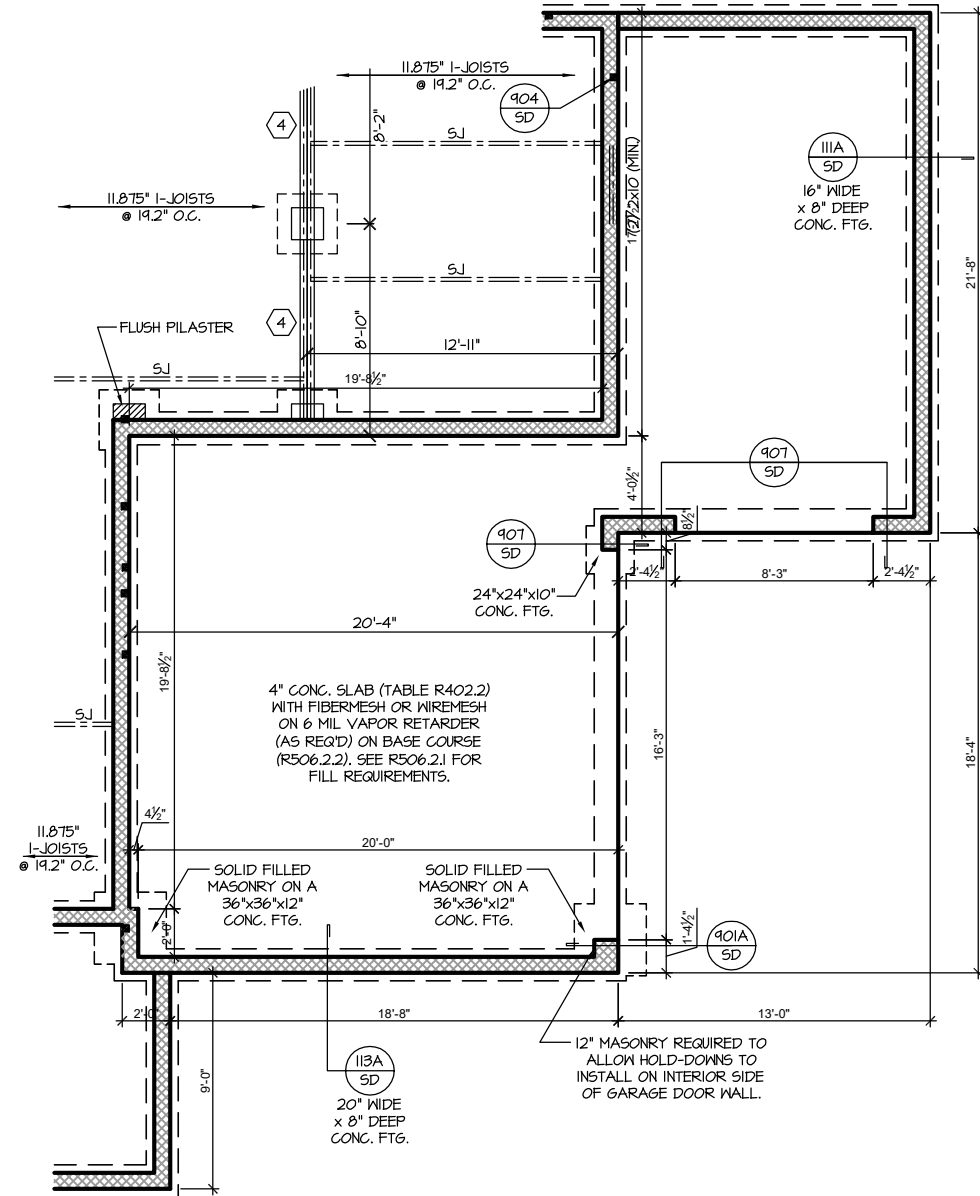 11.875" I-JOISTS
@ 19.2" O.C.
904
SD
4
8'-2"
SJ
(2) 2x10 (MIN.)
111A
SD
16" WIDE
x 8" DEEP
CONC. FTG.
11.875" I-JOISTS
@ 19.2" O.C.
21'-8"
SJ
4
FLUSH PILASTER
8'-10"
12'-11"
SJ
19'-8½"
4'-0½"
907
SD
8½"
907
SD
2'-4½"
8'-3"
2'-4½"
24"x24"x10"
CONC. FTG.
20'-4"
19'-8½"
4" CONC. SLAB (TABLE R402.2)
WITH FIBERMESH OR WIREMESH
ON 6 MIL VAPOR RETARDER
(AS REQ'D) ON BASE COURSE
(R506.2.2). SEE R506.2.1 FOR
FILL REQUIREMENTS.
SJ
16'-3"
18'-4"
4½"
11.875"
I-JOISTS
@ 19.2" O.C.
20'-0"
SOLID FILLED
MASONRY ON A
36"x36"x12"
CONC. FTG.
SOLID FILLED
MASONRY ON A
36"x36"x12"
CONC. FTG.
1'-4½"
901A
SD
2'-0"
18'-8"
13'-0"
12" MASONRY REQUIRED TO
ALLOW HOLD-DOWNS TO
INSTALL ON INTERIOR SIDE
OF GARAGE DOOR WALL.
9'-0"
113A
SD
20" WIDE
x 8" DEEP
CONC. FTG.